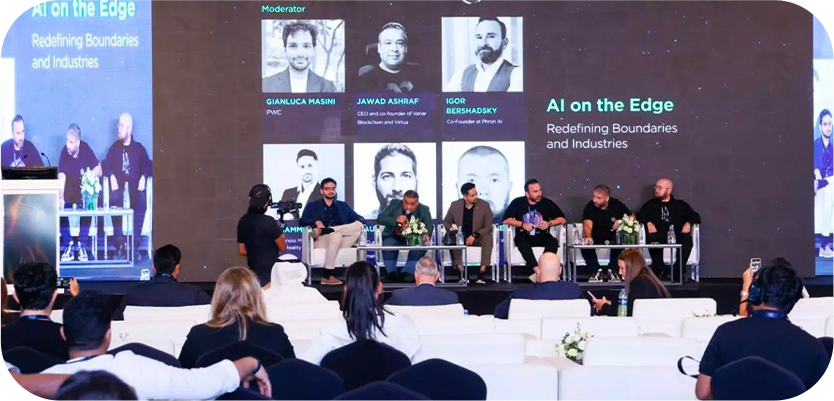 AI on the Edge
Redefining Boundaries
and Industries
Moderator
GIANLUCA MASINI
PWC
JAWAD ASHRAF
CEO and co-founder of Vanar
Blockchain and Virtua
IGOR
BERSHADSKY
Co-Founder at Phron AI
AI on the Edge
Redefining Boundaries
and Industries